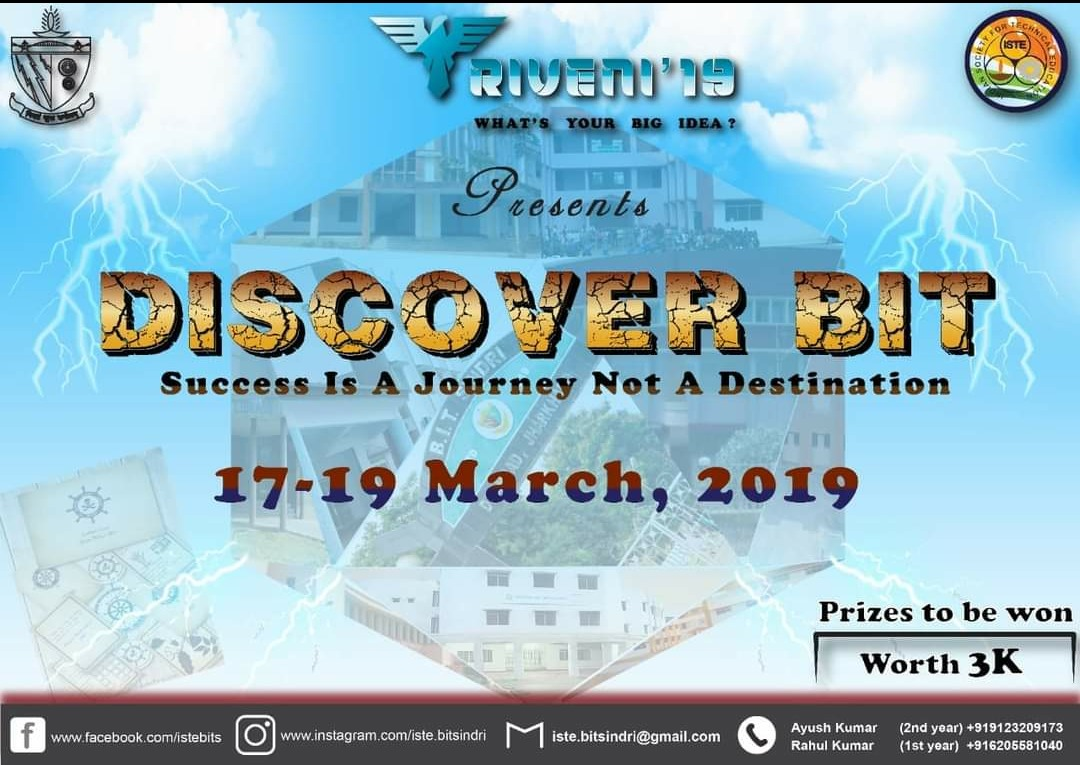 TRIVENI'19
WHAT'S YOUR BIG IDEA?
ISTE
Presents
DISCOVER BIT
Success Is A Journey Not A Destination
17-19 March, 2019
Prizes to be won
Worth 3K
www.facebook.com/istebits
www.instagram.com/iste.bitsindri
iste.bitsindri@gmail.com
Ayush Kumar (2nd year) +919123209173
Rahul Kumar (1st year) +916205581040